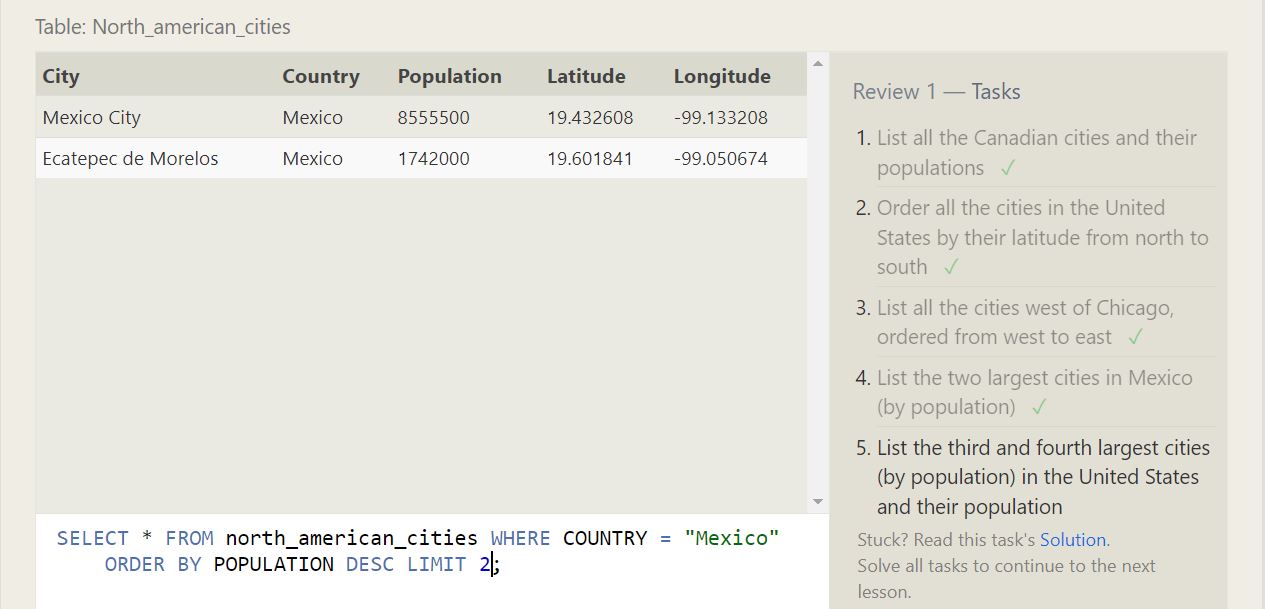 Table: North_american_cities
City Country Population Latitude Longitude
Mexico City Mexico 8555500 19.432608 -99.133208
Ecatepec de Morelos Mexico 1742000 19.601841 -99.050674
SELECT * FROM north_american_cities WHERE COUNTRY = "Mexico"
ORDER BY POPULATION DESC LIMIT 2;
Review 1 — Tasks
1. List all the Canadian cities and their
populations ✓
2. Order all the cities in the United
States by their latitude from north to
south ✓
3. List all the cities west of Chicago,
ordered from west to east ✓
4. List the two largest cities in Mexico
(by population) ✓
5. List the third and fourth largest cities
(by population) in the United States
and their population
Stuck? Read this task's Solution.
Solve all tasks to continue to the next
lesson.